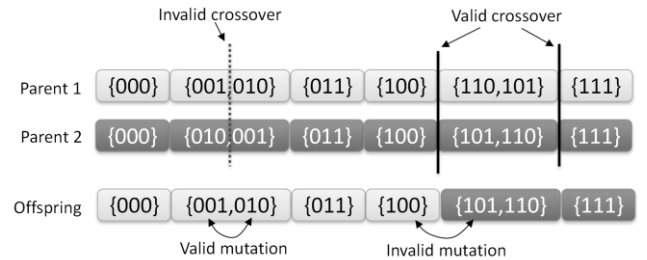 Invalid crossover Valid crossover
Parent 1 {000} {001,010} {011} {100} {110,101} {111}
Parent 2 {000} {010,001} {011} {100} {101,110} {111}
Offspring {000} {001,010} {011} {100} {101,110} {111}
Valid mutation Invalid mutation